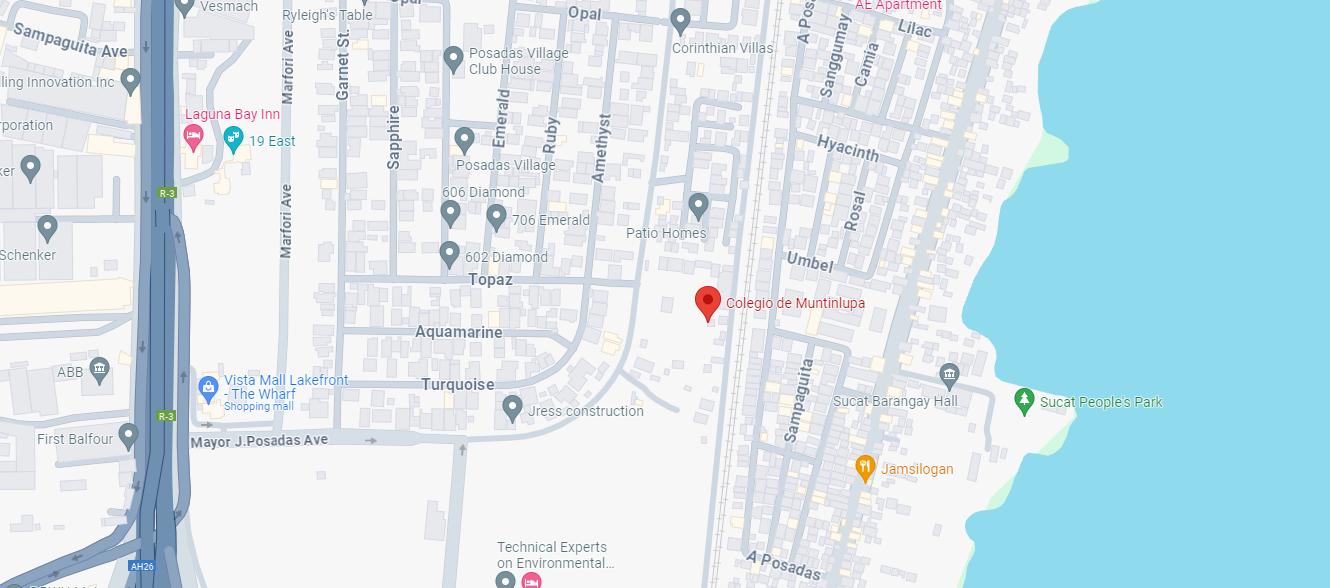 Vesmach
Ryleigh's Table
Opal
AE Apartment
Sampaguita Ave
Marfori Ave
Garnet St.
Posadas Village
Club House
Corinthian Villas
Sanggumay
Camia
Lilac
lling Innovation Inc
Laguna Bay Inn
19 East
Sapphire
Emerald
Ruby
Amethyst
Hyacinth
Posadas Village
606 Diamond
706 Emerald
R-3
Marfori Ave
Patio Homes
Rosal
Schenker
602 Diamond
Topaz
Umbel
Colegio de Muntinlupa
Aquamarine
ABB
Vista Mall Lakefront
- The Wharf
Shopping mall
Turquoise
Sampaguita
Sucat Barangay Hall
Sucat People's Park
Jress construction
R-3
First Balfour
Mayor J.Posadas Ave
Jamsilogan
Technical Experts
on Environmental...
A Posadas
AH26